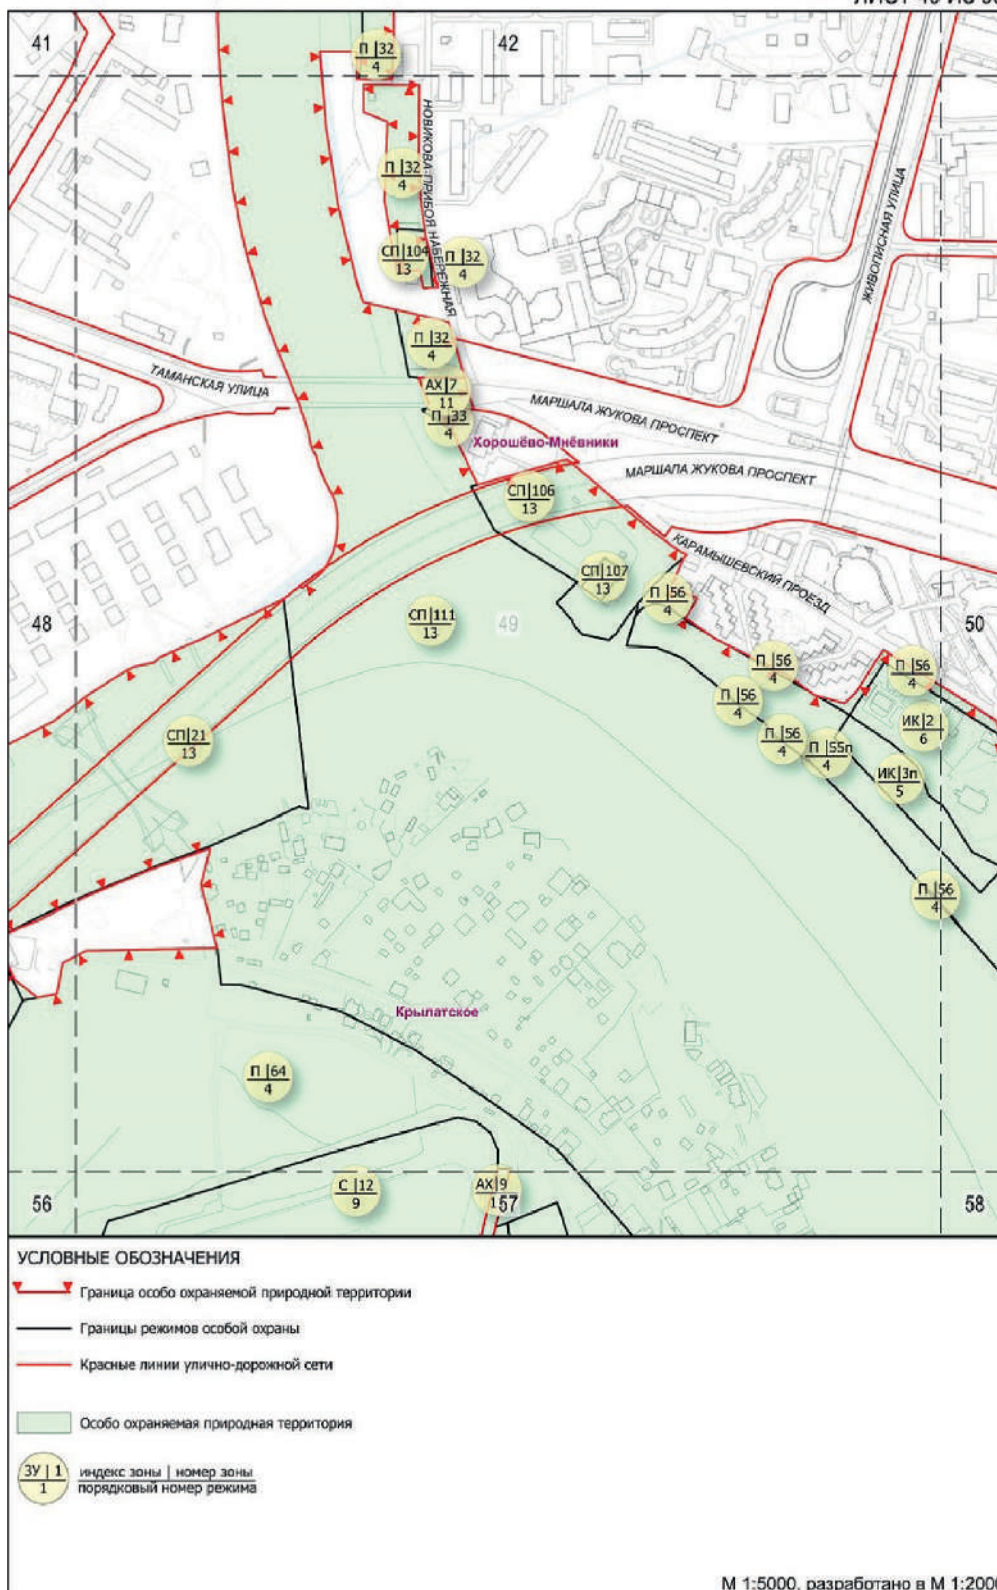 41
42
П | 32
4
НОВИКОВА-ПРИБОЯ НАБЕРЕЖНАЯ
П | 32
4
СП | 104
13
П | 32
4
ЖИВОПИСНАЯ УЛИЦА
П | 32
4
ТАМАНСКАЯ УЛИЦА
АХ | 7
11
П | 33
4
МАРШАЛА ЖУКОВА ПРОСПЕКТ
Хорошёво-Мнёвники
МАРШАЛА ЖУКОВА ПРОСПЕКТ
СП | 106
13
КАРАМЫШЕВСКИЙ ПРОЕЗД
СП | 107
13
П | 56
4
48
СП | 111
13
49
50
П | 56
4
П | 56
4
П | 56
4
СП | 21
13
П | 56
4
П | 55п
4
ИК | 2
6
ИК | 3п
5
П | 56
4
Крылатское
П | 64
4
56
С | 12
9
АХ | 9
57
58
УСЛОВНЫЕ ОБОЗНАЧЕНИЯ
Граница особо охраняемой природной территории
Границы режимов особой охраны
Красные линии улично-дорожной сети
Особо охраняемая природная территория
ЗУ | 1
1
индекс зоны | номер зоны
порядковый номер режима
М 1:5000, разработано в М 1:2000